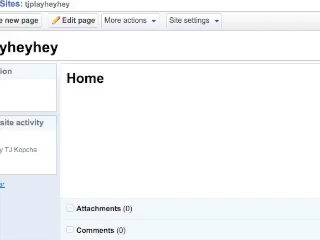 Sites: tjplayheyhey
e new page Edit page More actions Site settings
yheyhey
ion
Home
site activity
y TJ Kopcha
Attachments (0)
Comments (0)